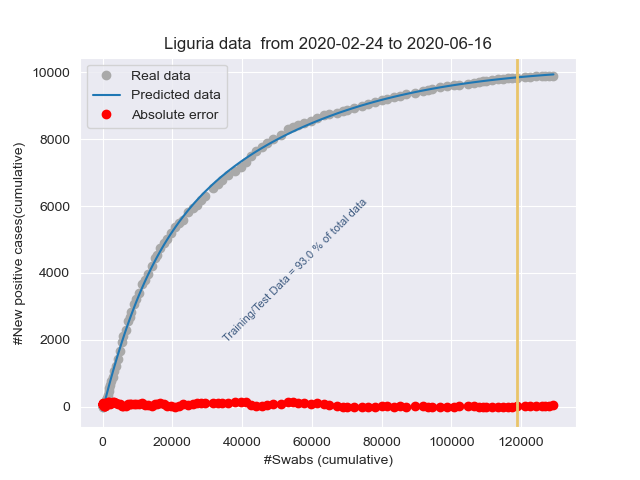 Liguria data  from 2020-02-24 to 2020-06-16
Real data
Predicted data
Absolute error
#New positive cases(cumulative)
10000
8000
6000
4000
2000
0
Training/Test Data = 93.0 % of total data
0
20000
40000
60000
80000
100000
120000
#Swabs (cumulative)